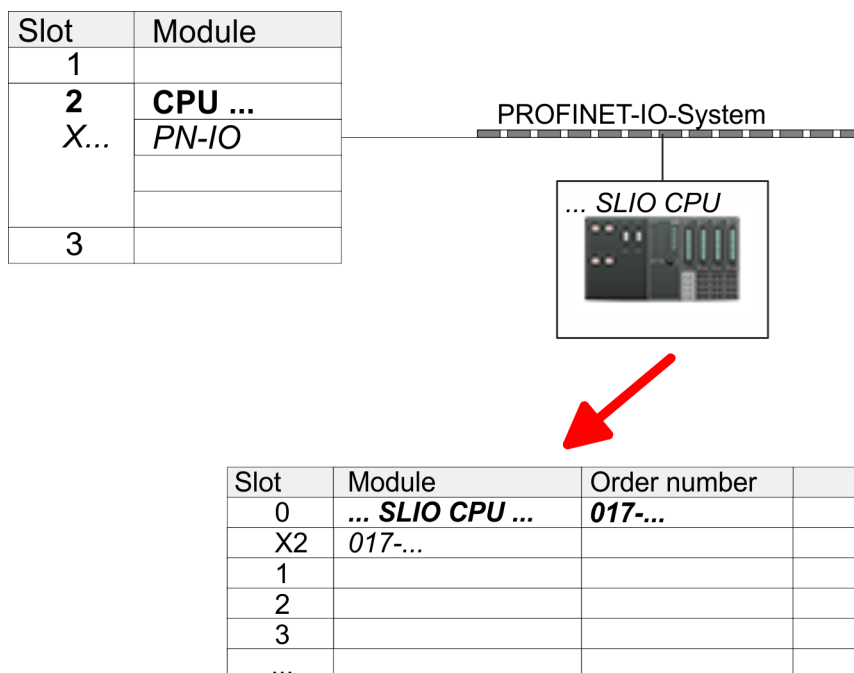 Slot Module
1
2 CPU ...
X... PN-IO
3
PROFINET-IO-System
... SLIO CPU
Slot Module Order number
0 ... SLIO CPU ... 017-...
X2 017-...
1
2
3
...